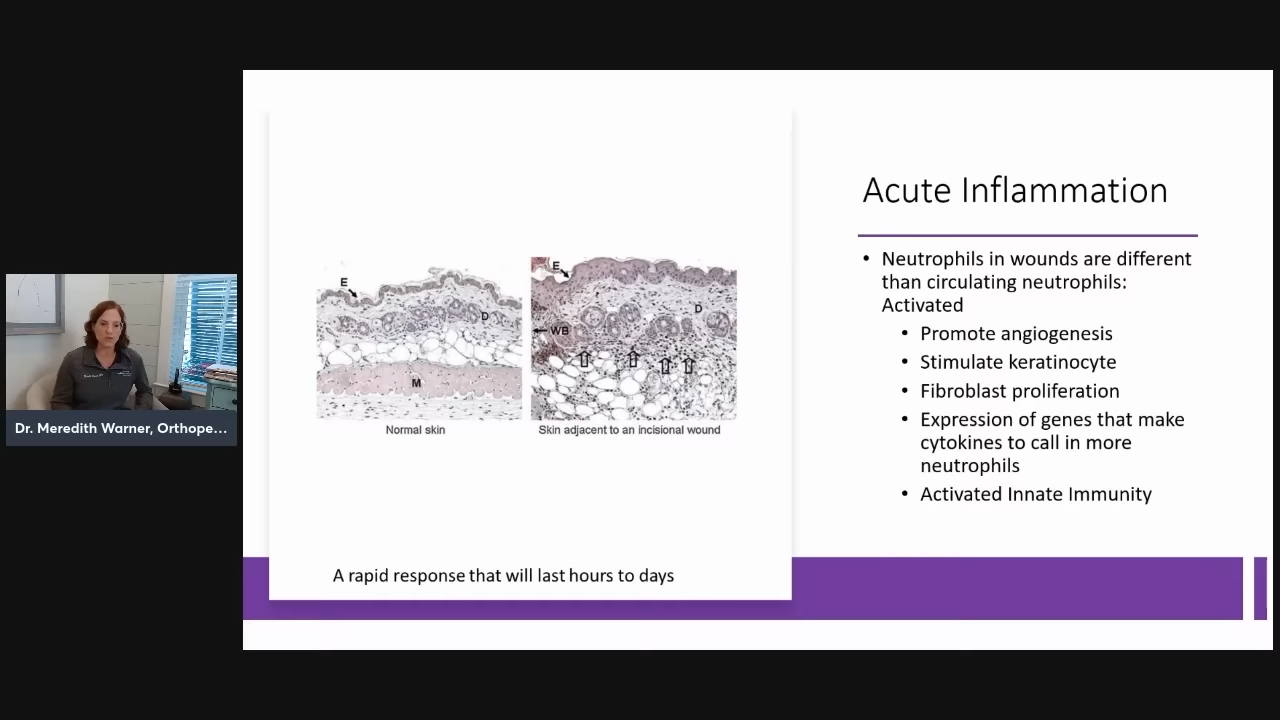 Acute Inflammation
• Neutrophils in wounds are different
than circulating neutrophils:
Activated
• Promote angiogenesis
• Stimulate keratinocyte
• Fibroblast proliferation
• Expression of genes that make
cytokines to call in more
neutrophils
• Activated Innate Immunity
E
D
M
Normal skin
E
D
WB
Skin adjacent to an incisional wound
A rapid response that will last hours to days
Dr. Meredith Warner, Orthope...